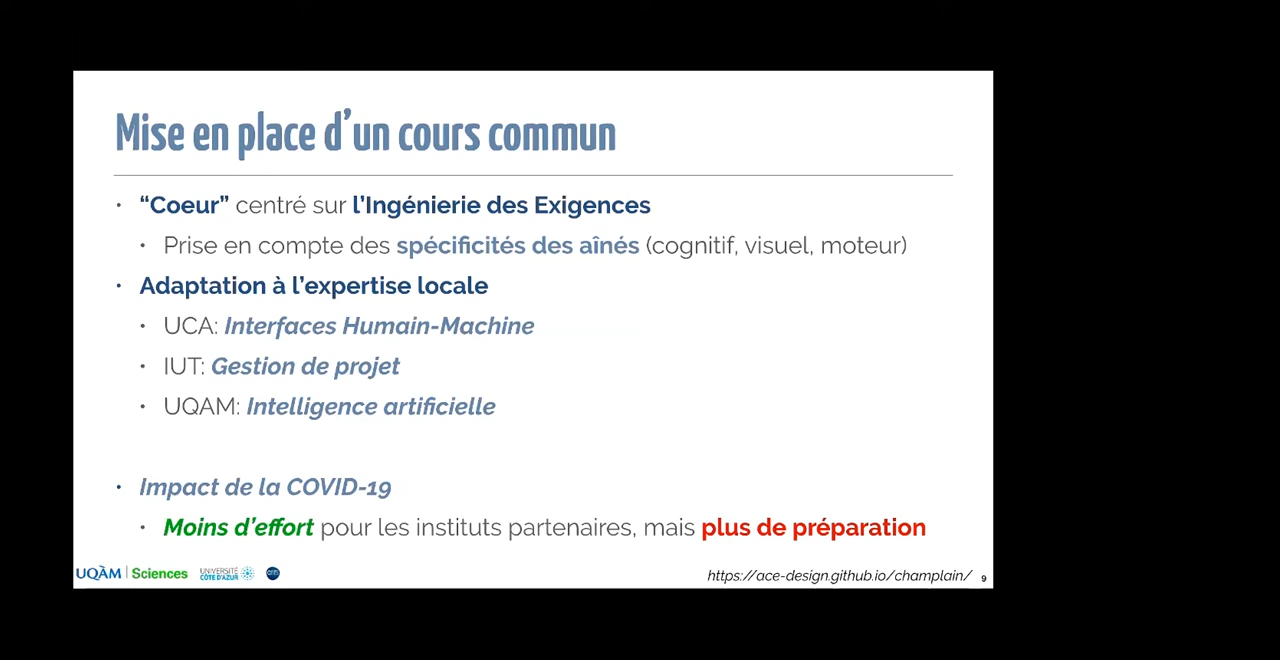 Mise en place d’un cours commun
• “Coeur” centré sur l’Ingénierie des Exigences
• Prise en compte des spécificités des aînés (cognitif, visuel, moteur)
• Adaptation à l’expertise locale
• UCA: Interfaces Humain-Machine
• IUT: Gestion de projet
• UQAM: Intelligence artificielle
• Impact de la COVID-19
• Moins d’effort pour les instituts partenaires, mais plus de préparation
UQÀM | Sciences
UNIVERSITÉ
CÔTE D’AZUR
https://ace-design.github.io/champlain/
9